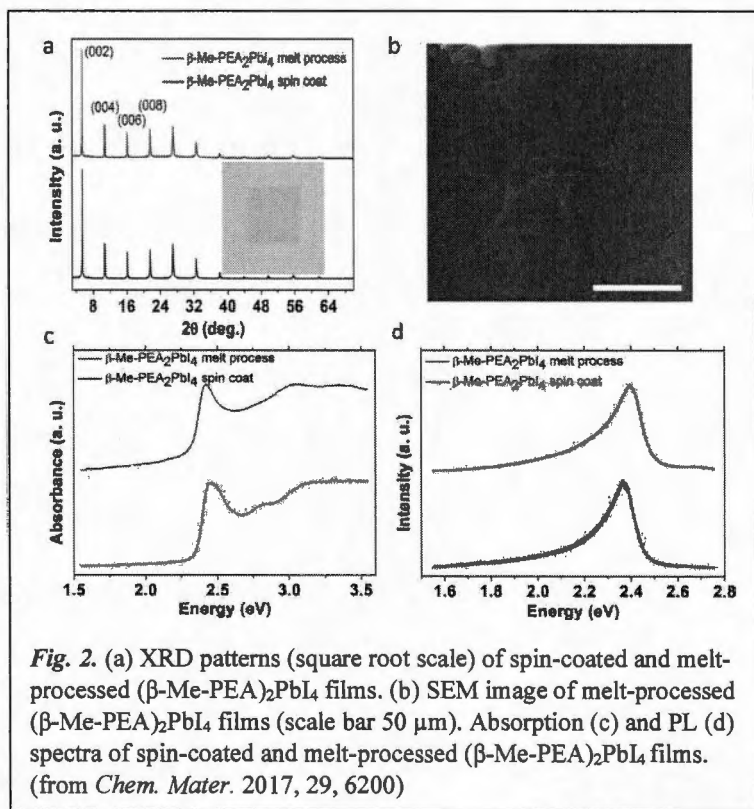 a
β-Me-PEA₂PbI₄ melt process
β-Me-PEA₂PbI₄ spin coat
(002)
(004)
(006)
(008)
Intensity (a. u.)
8 16 24 32 40 48 56 64
2θ (deg.)
b
c
β-Me-PEA₂PbI₄ melt process
β-Me-PEA₂PbI₄ spin coat
Absorbance (a. u.)
1.5 2.0 2.5 3.0 3.5
Energy (eV)
d
β-Me-PEA₂PbI₄ melt process
β-Me-PEA₂PbI₄ spin coat
Intensity (a. u.)
1.6 1.8 2.0 2.2 2.4 2.6 2.8
Energy (eV)
Fig. 2. (a) XRD patterns (square root scale) of spin-coated and melt-
processed (β-Me-PEA)₂PbI₄ films. (b) SEM image of melt-processed
(β-Me-PEA)₂PbI₄ films (scale bar 50 μm). Absorption (c) and PL (d)
spectra of spin-coated and melt-processed (β-Me-PEA)₂PbI₄ films.
(from Chem. Mater. 2017, 29, 6200)